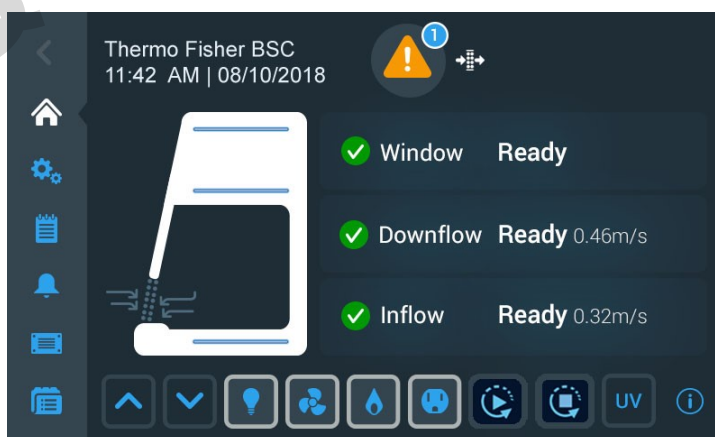 Thermo Fisher BSC
11:42 AM | 08/10/2018
1
Window Ready
Downflow Ready 0.46m/s
Inflow Ready 0.32m/s
UV
i